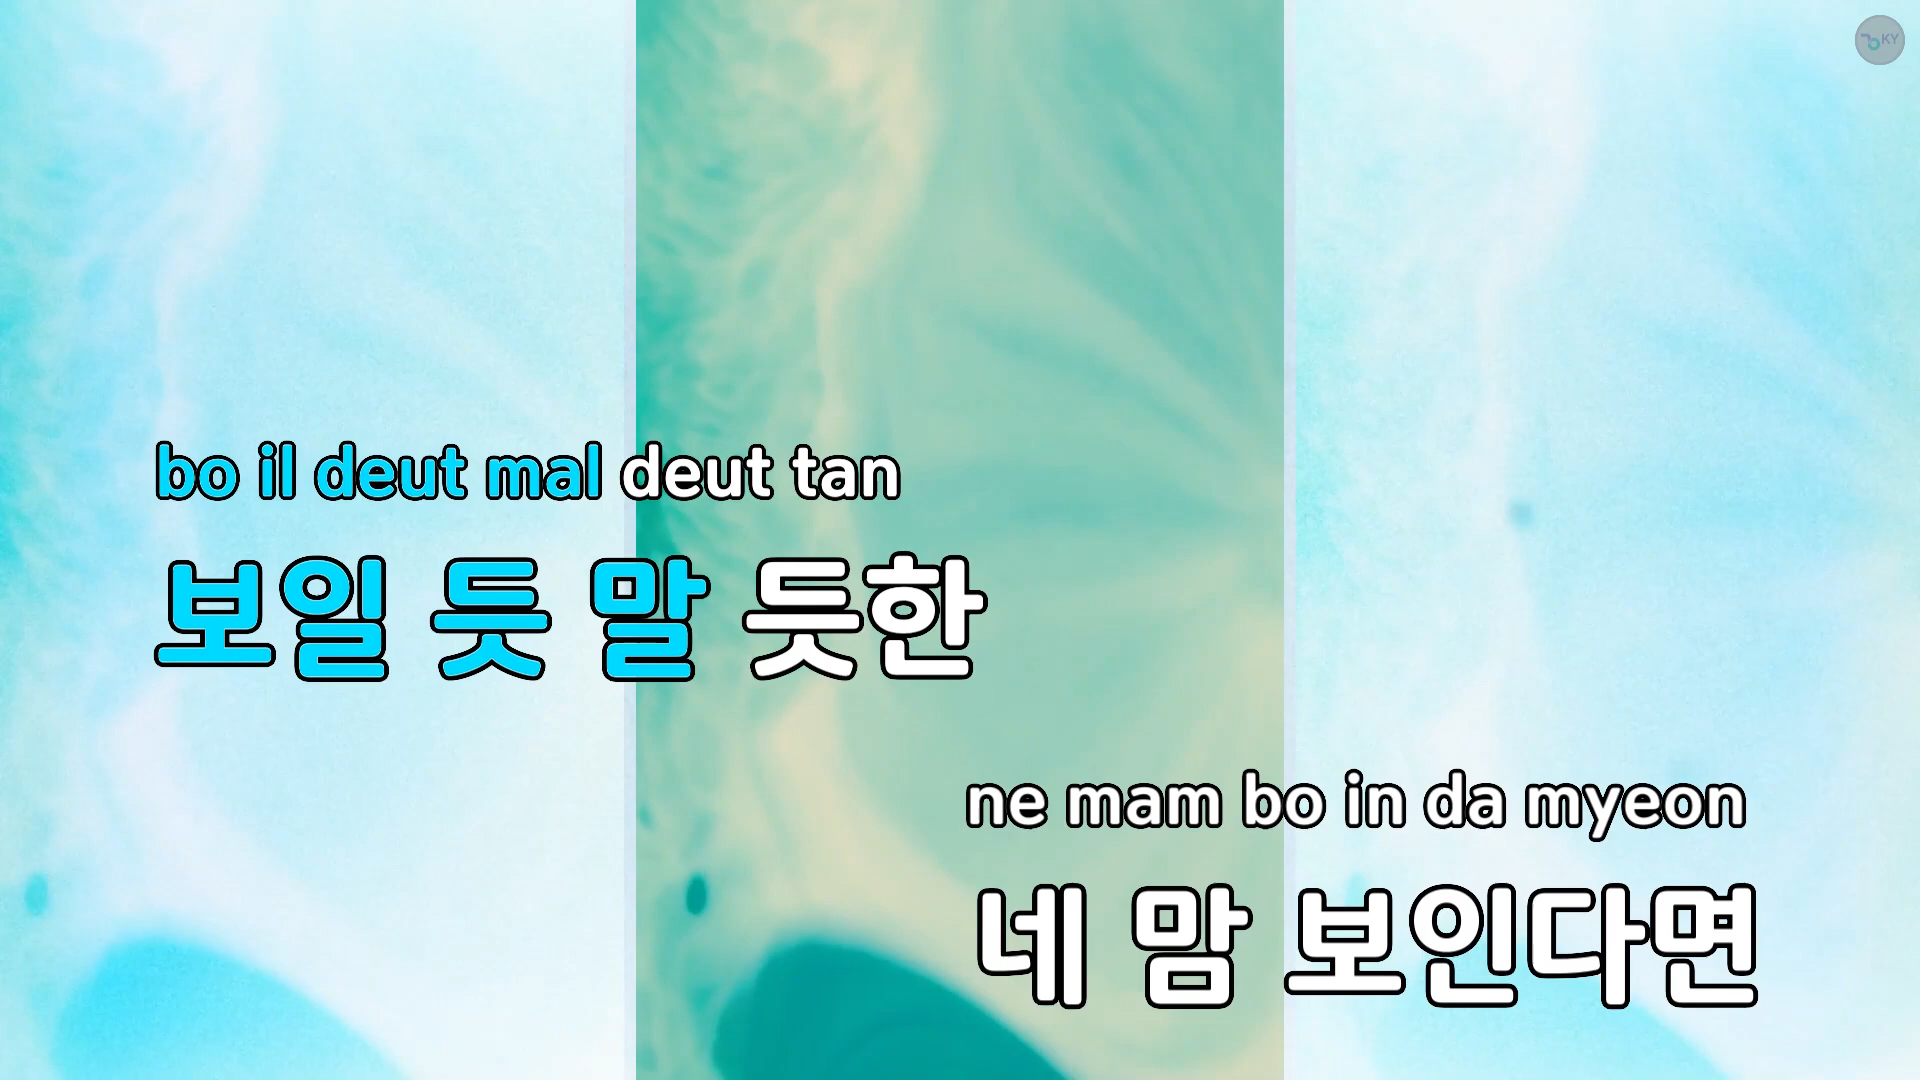 KY
bo il deut mal deut tan
보일 듯 말 듯한
ne mam bo in da myeon
네 맘 보인다면